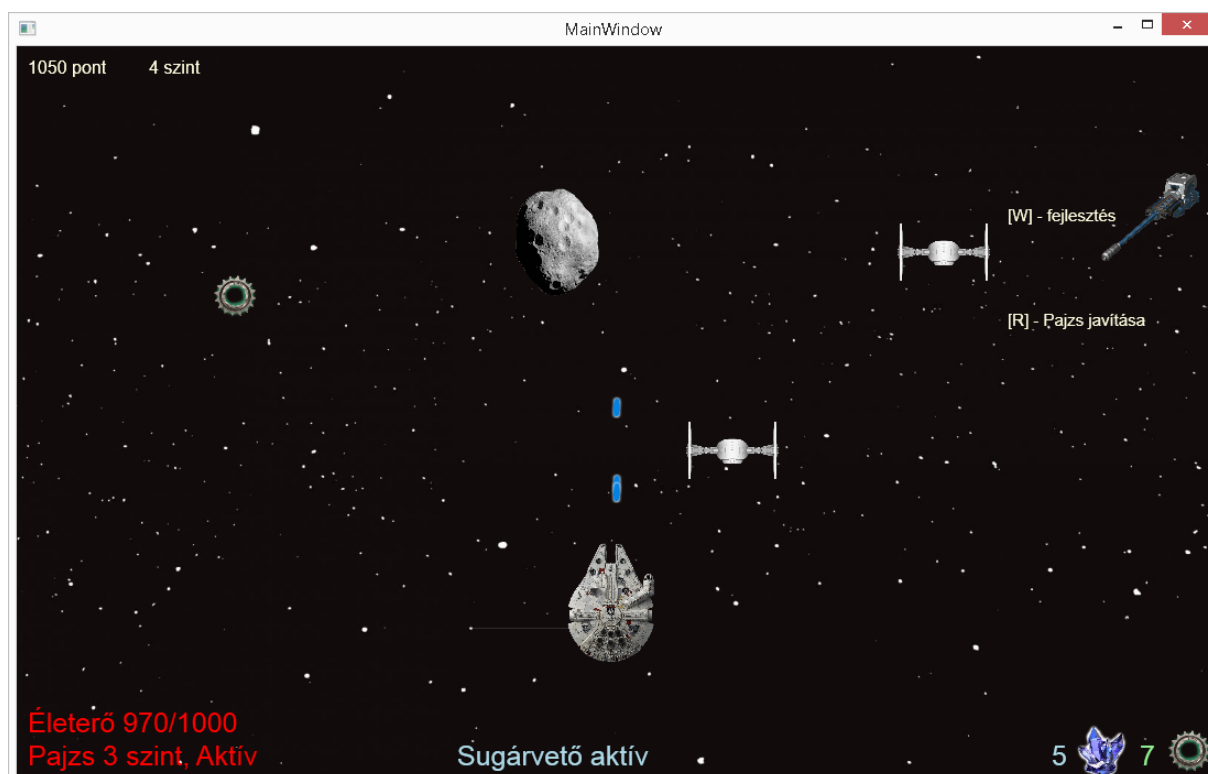 MainWindow
1050 pont 4 szint
[W] - fejlesztés
[R] - Pajzs javítása
Életerő 970/1000
Pajzs 3 szint, Aktív
Sugárvető aktív
5 7